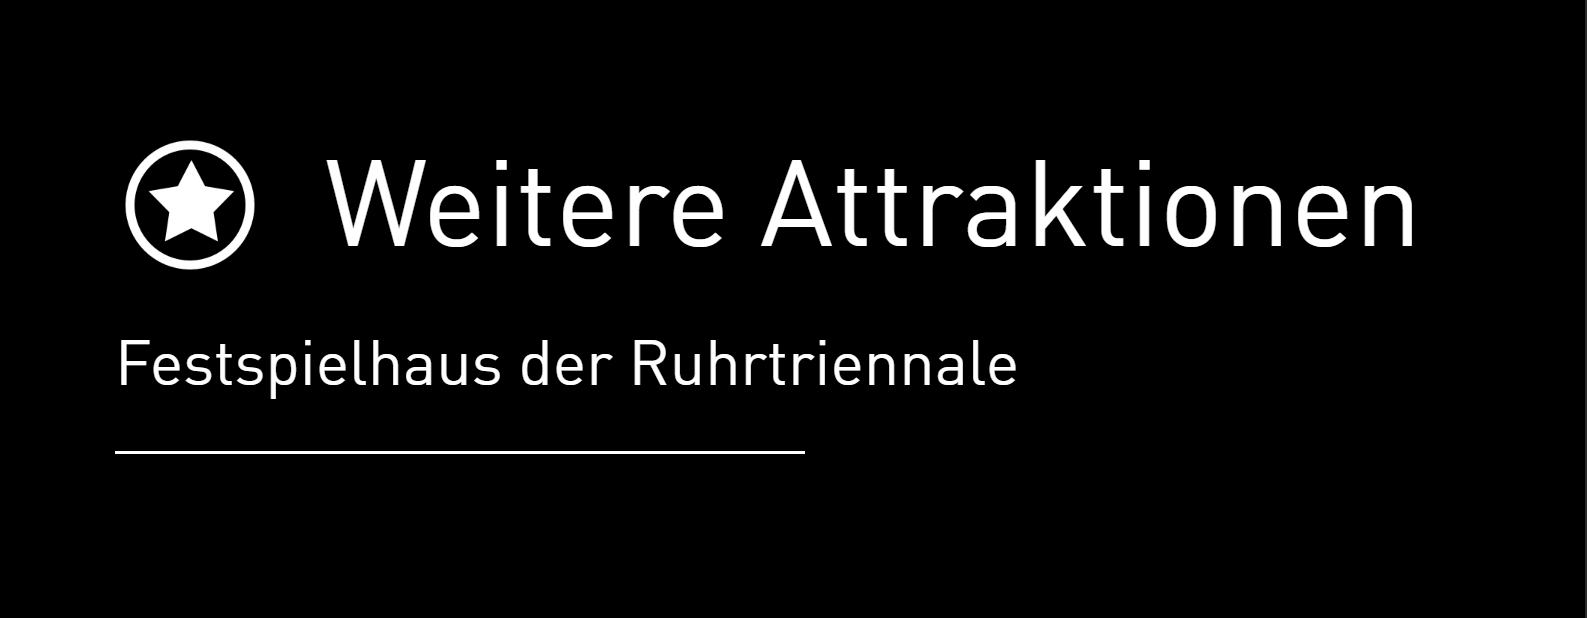 Weitere Attraktionen
Festspielhaus der Ruhrtriennale